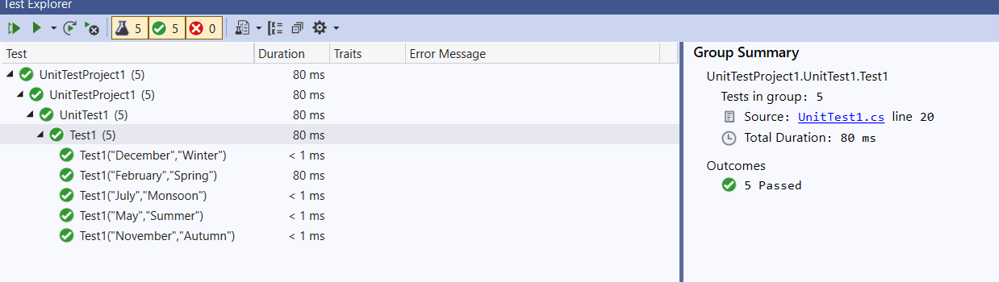 Test Explorer
5 5 0
Test Duration Traits Error Message
UnitTestProject1 (5) 80 ms
UnitTestProject1 (5) 80 ms
UnitTest1 (5) 80 ms
Test1 (5) 80 ms
Test1("December","Winter") < 1 ms
Test1("February","Spring") 80 ms
Test1("July","Monsoon") < 1 ms
Test1("May","Summer") < 1 ms
Test1("November","Autumn") < 1 ms
Group Summary
UnitTestProject1.UnitTest1.Test1
Tests in group: 5
Source: UnitTest1.cs line 20
Total Duration: 80 ms
Outcomes
5 Passed